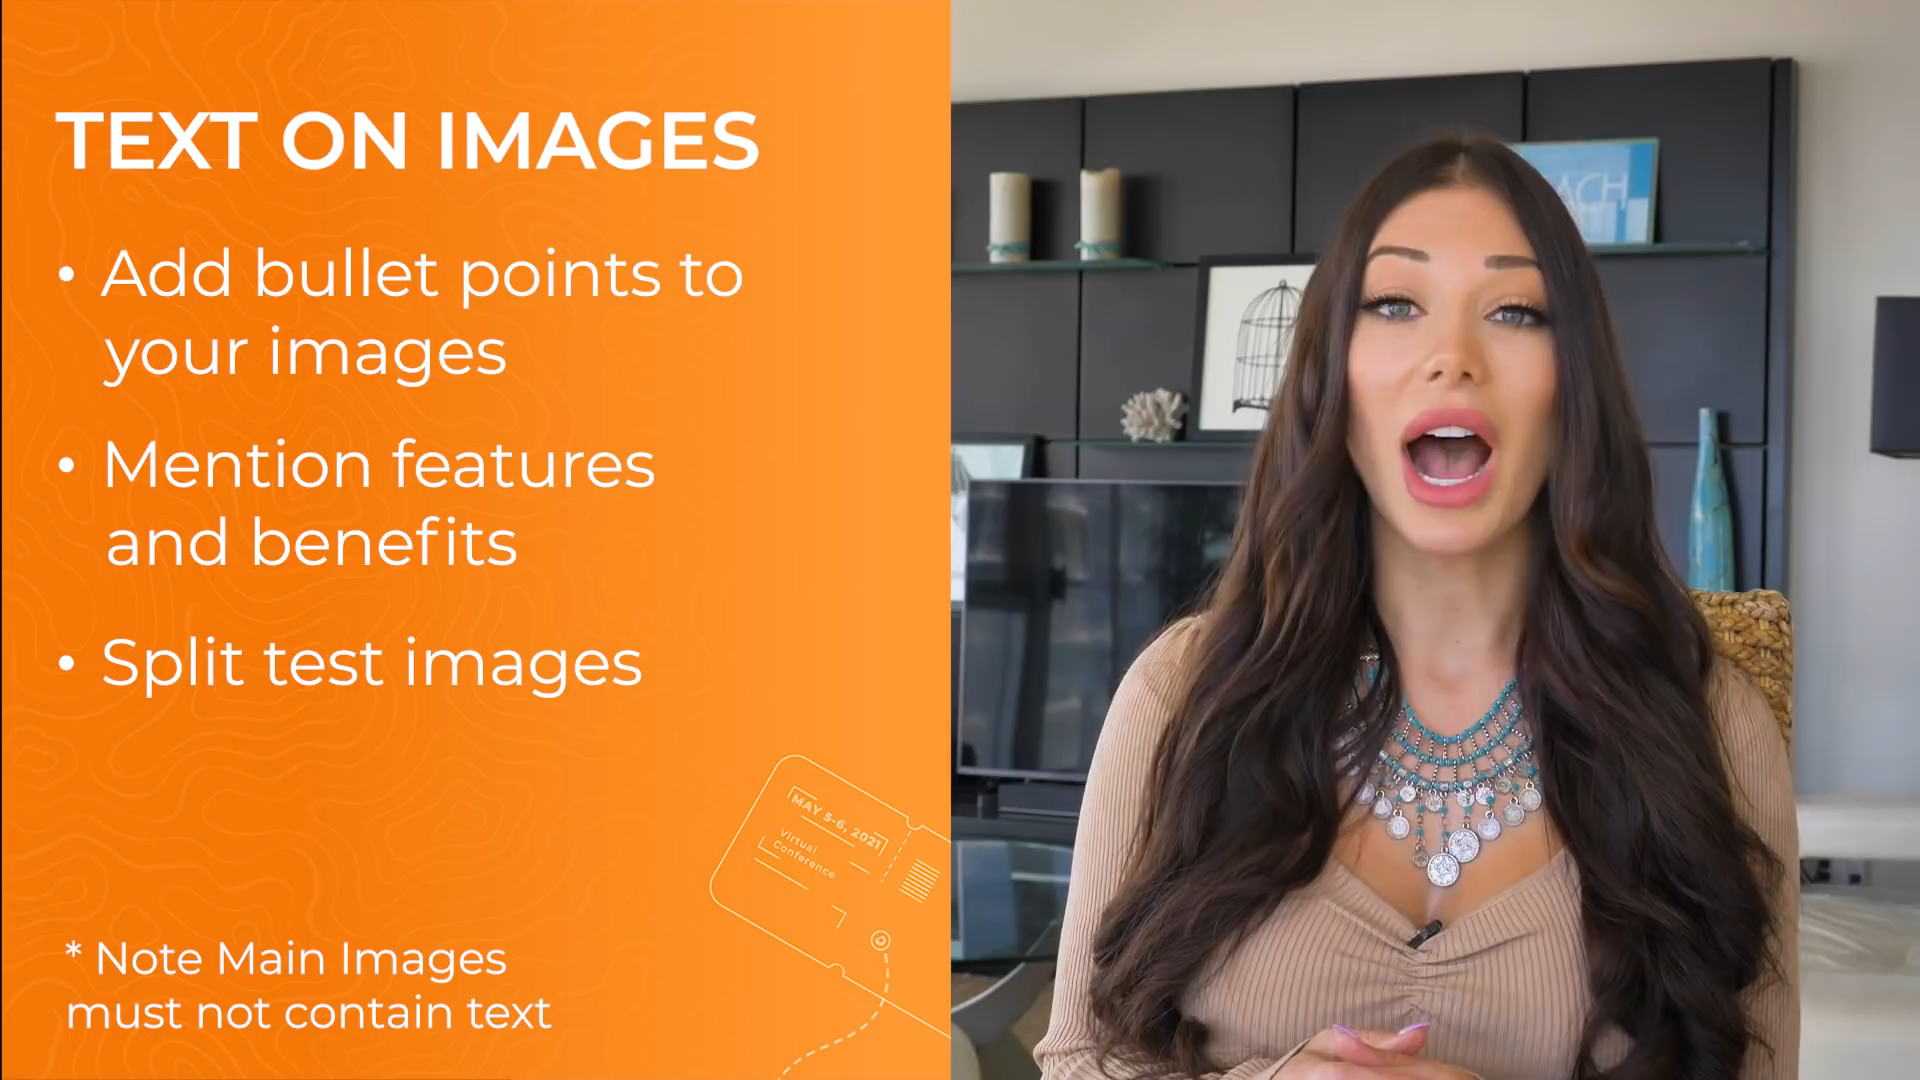 TEXT ON IMAGES
• Add bullet points to
your images
• Mention features
and benefits
• Split test images
MAY 5-6, 2021
Virtual
Conference
* Note Main Images
must not contain text
ACH